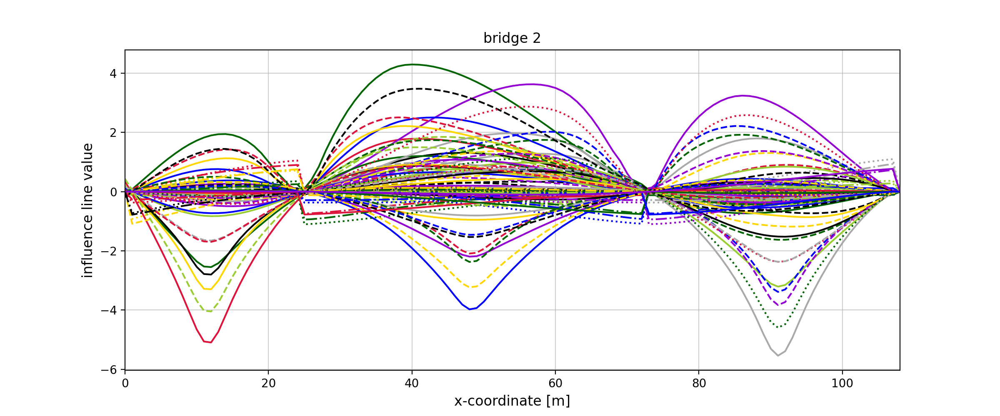 bridge 2
influence line value
4
2
0
−2
−4
−6
0 20 40 60 80 100
x-coordinate [m]